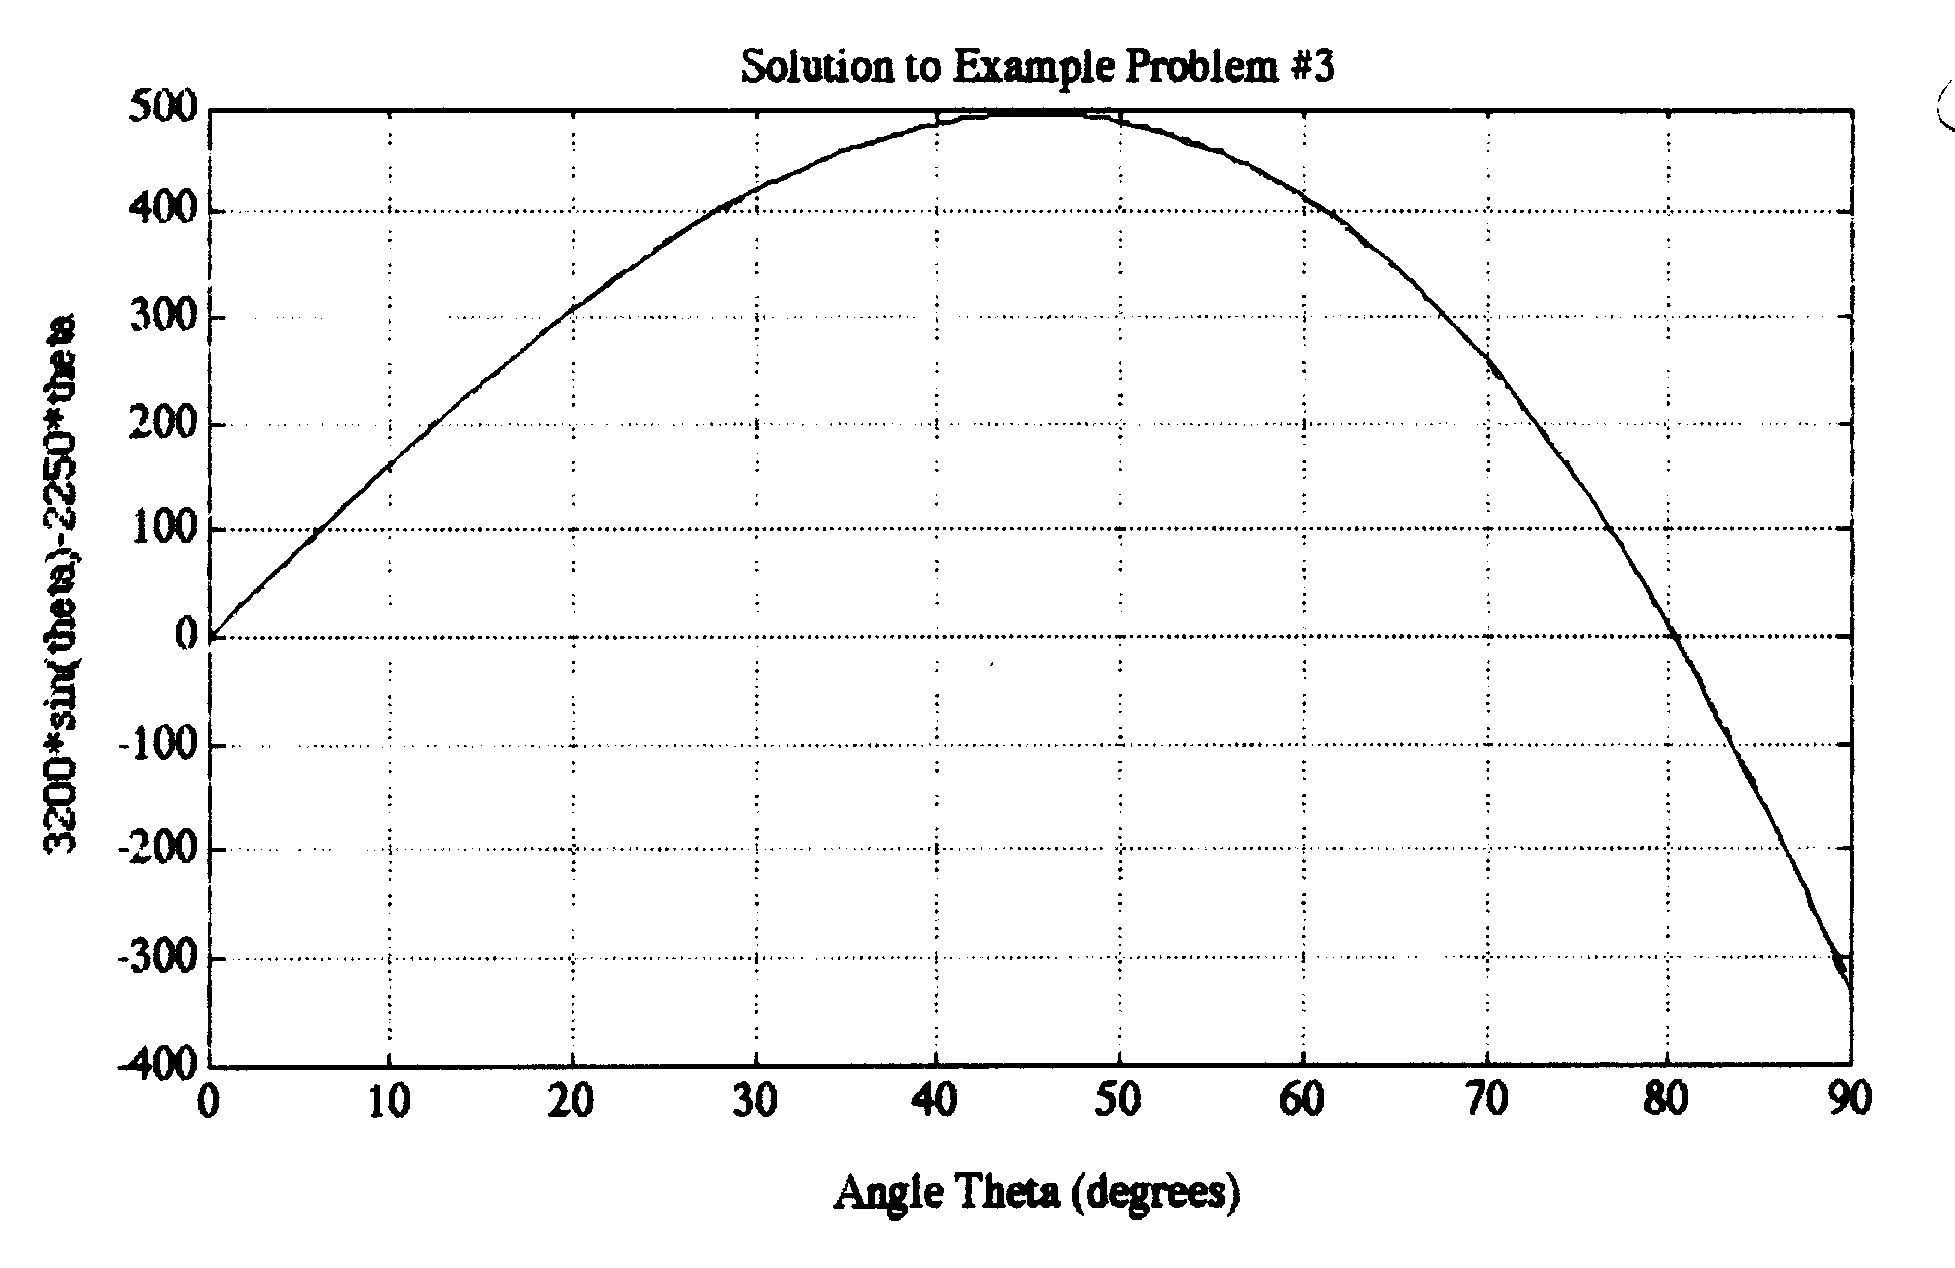 Solution to Example Problem #3
500
400
300
200
100
0
-100
-200
-300
-400
3200*sin(theta)-2250*theta
0 10 20 30 40 50 60 70 80 90
Angle Theta (degrees)